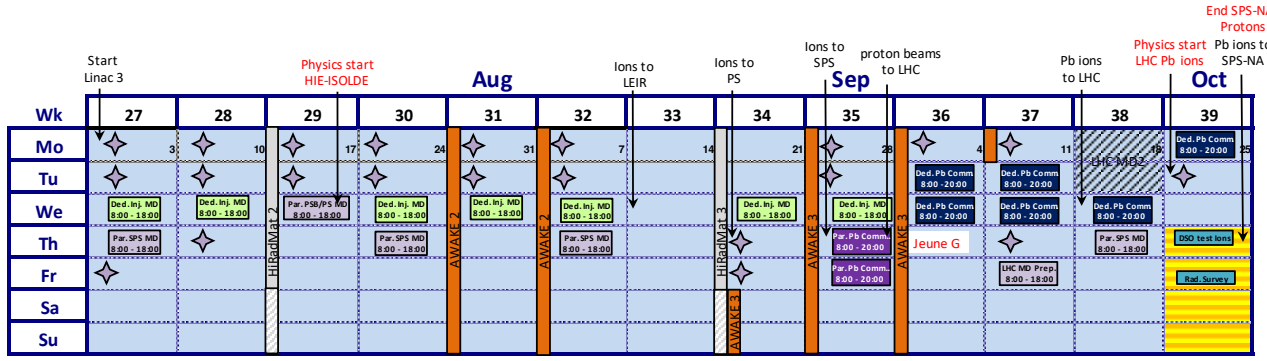 End SPS-NA
Protons
Ions to SPS
proton beams to LHC
Physics start LHC Pb ions
Pb ions to SPS-NA
Start Linac 3
Physics start HIE-ISOLDE
Ions to LEIR
Ions to PS
Pb ions to LHC
Aug Sep Oct
Wk 27 28 29 30 31 32 33 34 35 36 37 38 39
Mo 3 10 17 24 31 7 14 21 28 4 11 LHC MD2 18 Ded. Pb Comm 8:00 - 20:00 25
Tu Ded. Pb Comm 8:00 - 20:00 Ded. Pb Comm 8:00 - 20:00
We Ded. Inj. MD 8:00 - 18:00 Ded. Inj. MD 8:00 - 18:00 Par. PSB/PS MD 8:00 - 18:00 Ded. Inj. MD 8:00 - 18:00 Ded. Inj. MD 8:00 - 18:00 Ded. Inj. MD 8:00 - 18:00 Ded. Inj. MD 8:00 - 18:00 Ded. Inj. MD 8:00 - 18:00 Ded. Pb Comm 8:00 - 20:00 Ded. Pb Comm 8:00 - 20:00 Ded. Pb Comm 8:00 - 20:00
Th Par. SPS MD 8:00 - 18:00 Par. SPS MD 8:00 - 18:00 Par. SPS MD 8:00 - 18:00 Par. Pb Comm. 8:00 - 20:00 Jeune G Par. SPS MD 8:00 - 18:00 DSO test ions
Fr Par. Pb Comm. 8:00 - 20:00 LHC MD Prep. 8:00 - 18:00 Rad. Survey
Sa
Su
HiRadMat 2
AWAKE 2
AWAKE 2
HiRadMat 3
AWAKE 3
AWAKE 3
AWAKE 3